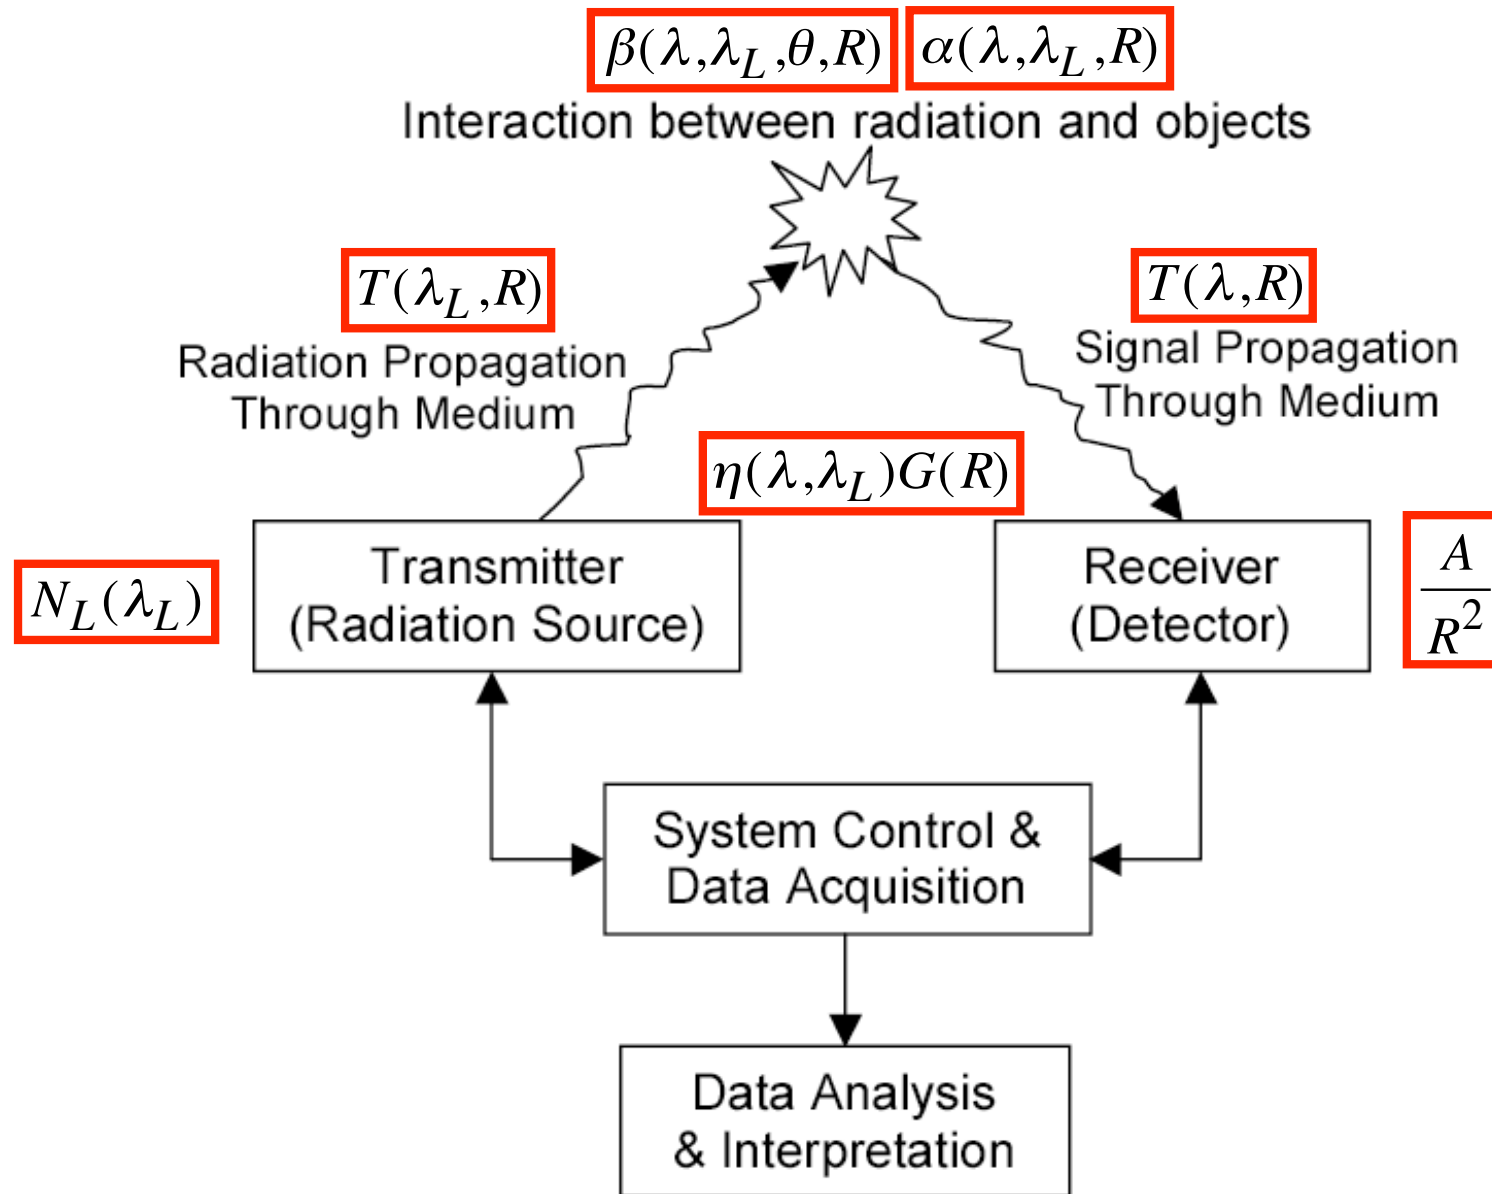 β(λ,λ_L,θ,R) α(λ,λ_L,R)
Interaction between radiation and objects
T(λ_L,R)
Radiation Propagation
Through Medium
T(λ,R)
Signal Propagation
Through Medium
η(λ,λ_L)G(R)
N_L(λ_L)
Transmitter
(Radiation Source)
Receiver
(Detector)
A
R²
System Control &
Data Acquisition
Data Analysis
& Interpretation